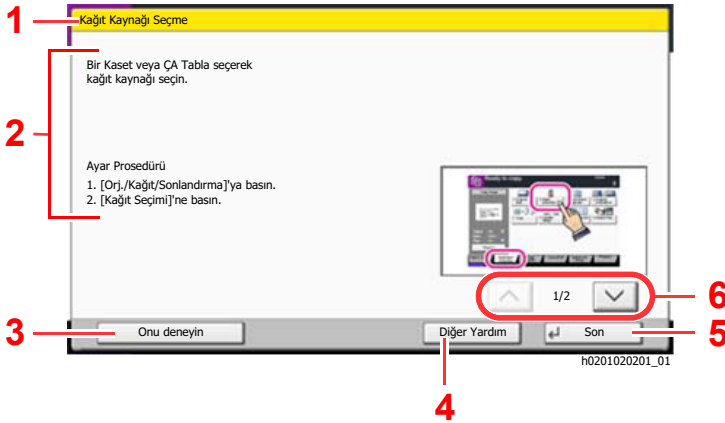 1
Kağıt Kaynağı Seçme
2
Bir Kaset veya ÇA Tabla seçerek
kağıt kaynağı seçin.
Ayar Prosedürü
1. [Orj./Kağıt/Sonlandırma]'ya basın.
2. [Kağıt Seçimi]'ne basın.
1/2
6
3
Onu deneyin
Diğer Yardım
Son
5
h0201020201_01
4